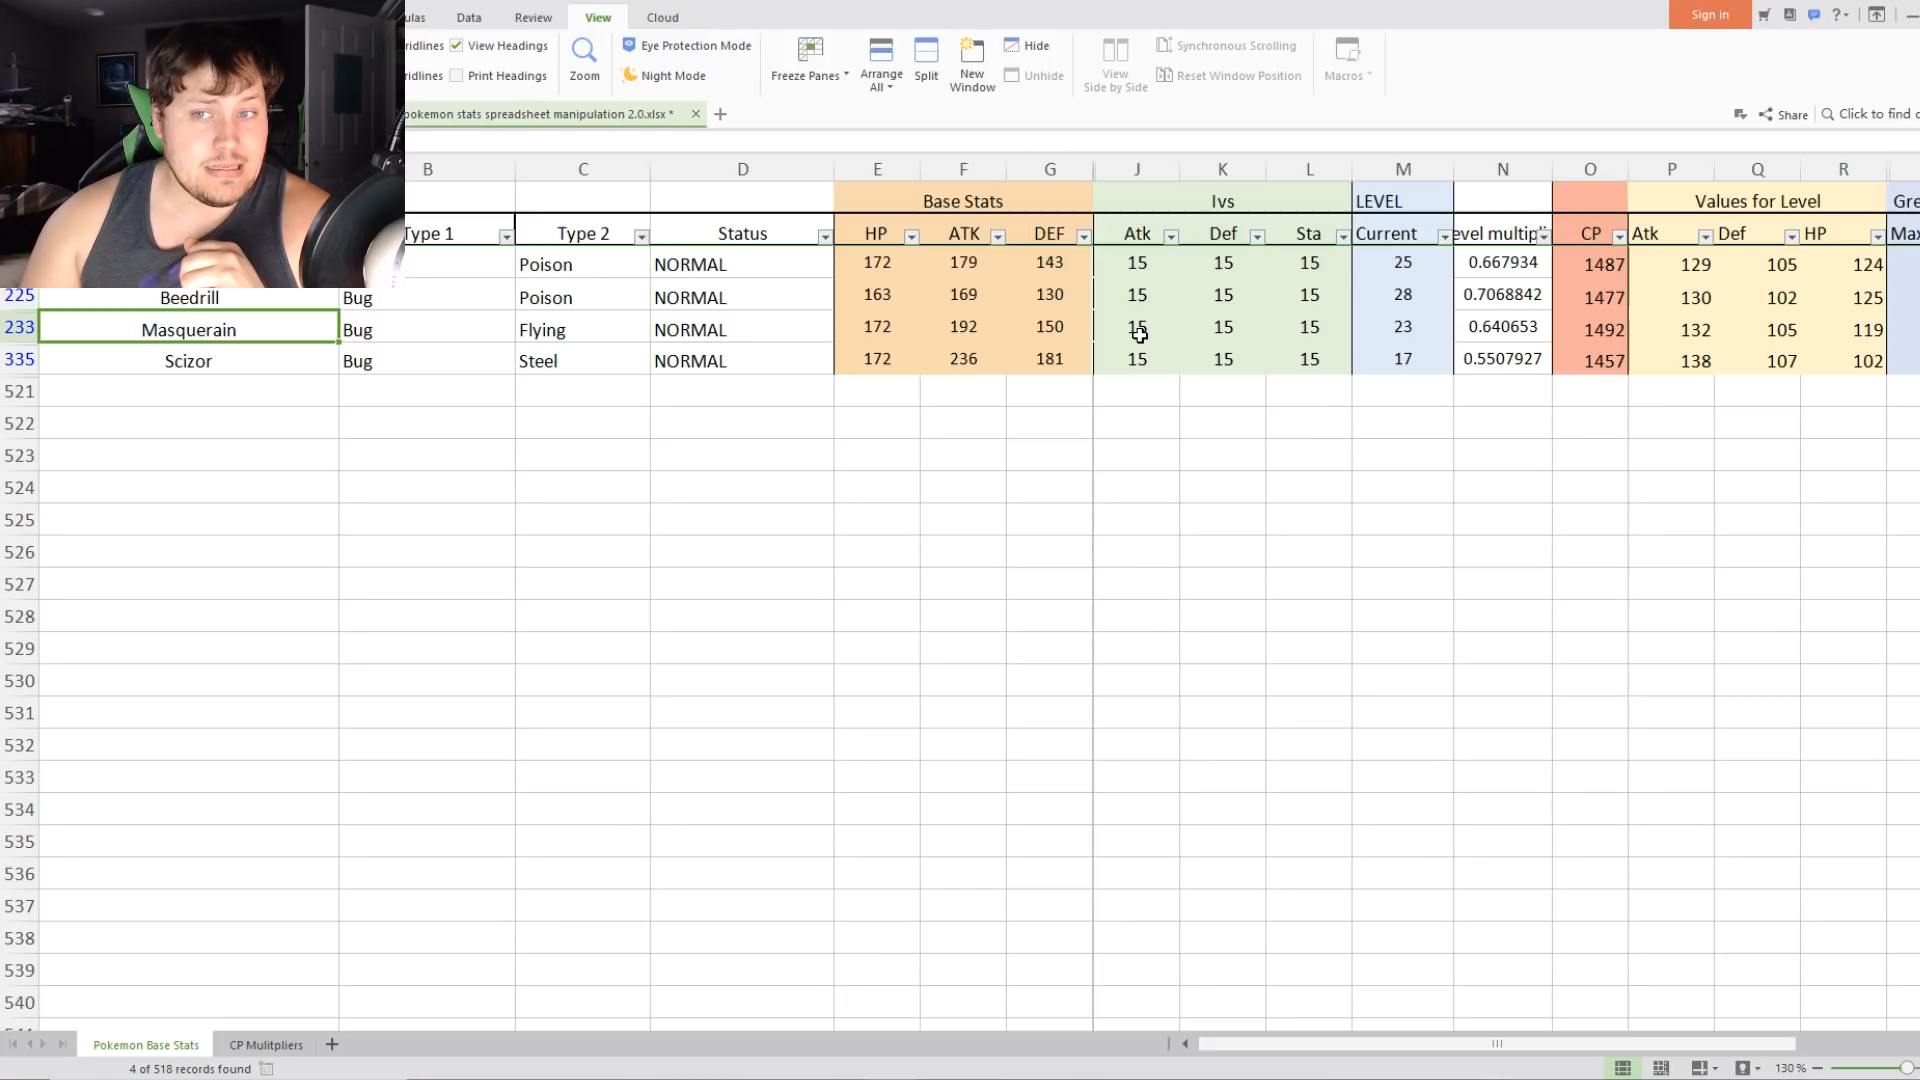 ulas Data Review View Cloud Sign in
ridlines View Headings Eye Protection Mode Hide Synchronous Scrolling
ridlines Print Headings Zoom Night Mode Freeze Panes Arrange All Split New Window Unhide View Side by Side Reset Window Position Macros
pokemon stats spreadsheet manipulation 2.0.xlsx * × + Share Click to find c
B C D E F G J K L M N O P Q R
Base Stats Ivs LEVEL Values for Level Gre
Type 1 Type 2 Status HP ATK DEF Atk Def Sta Current evel multipl CP Atk Def HP Max
Poison NORMAL 172 179 143 15 15 15 25 0.667934 1487 129 105 124
225 Beedrill Bug Poison NORMAL 163 169 130 15 15 15 28 0.7068842 1477 130 102 125
233 Masquerain Bug Flying NORMAL 172 192 150 15 15 15 23 0.640653 1492 132 105 119
335 Scizor Bug Steel NORMAL 172 236 181 15 15 15 17 0.5507927 1457 138 107 102
521
522
523
524
525
526
527
528
529
530
531
532
533
534
535
536
537
538
539
540
Pokemon Base Stats CP Mulitpliers +
4 of 518 records found 130 %